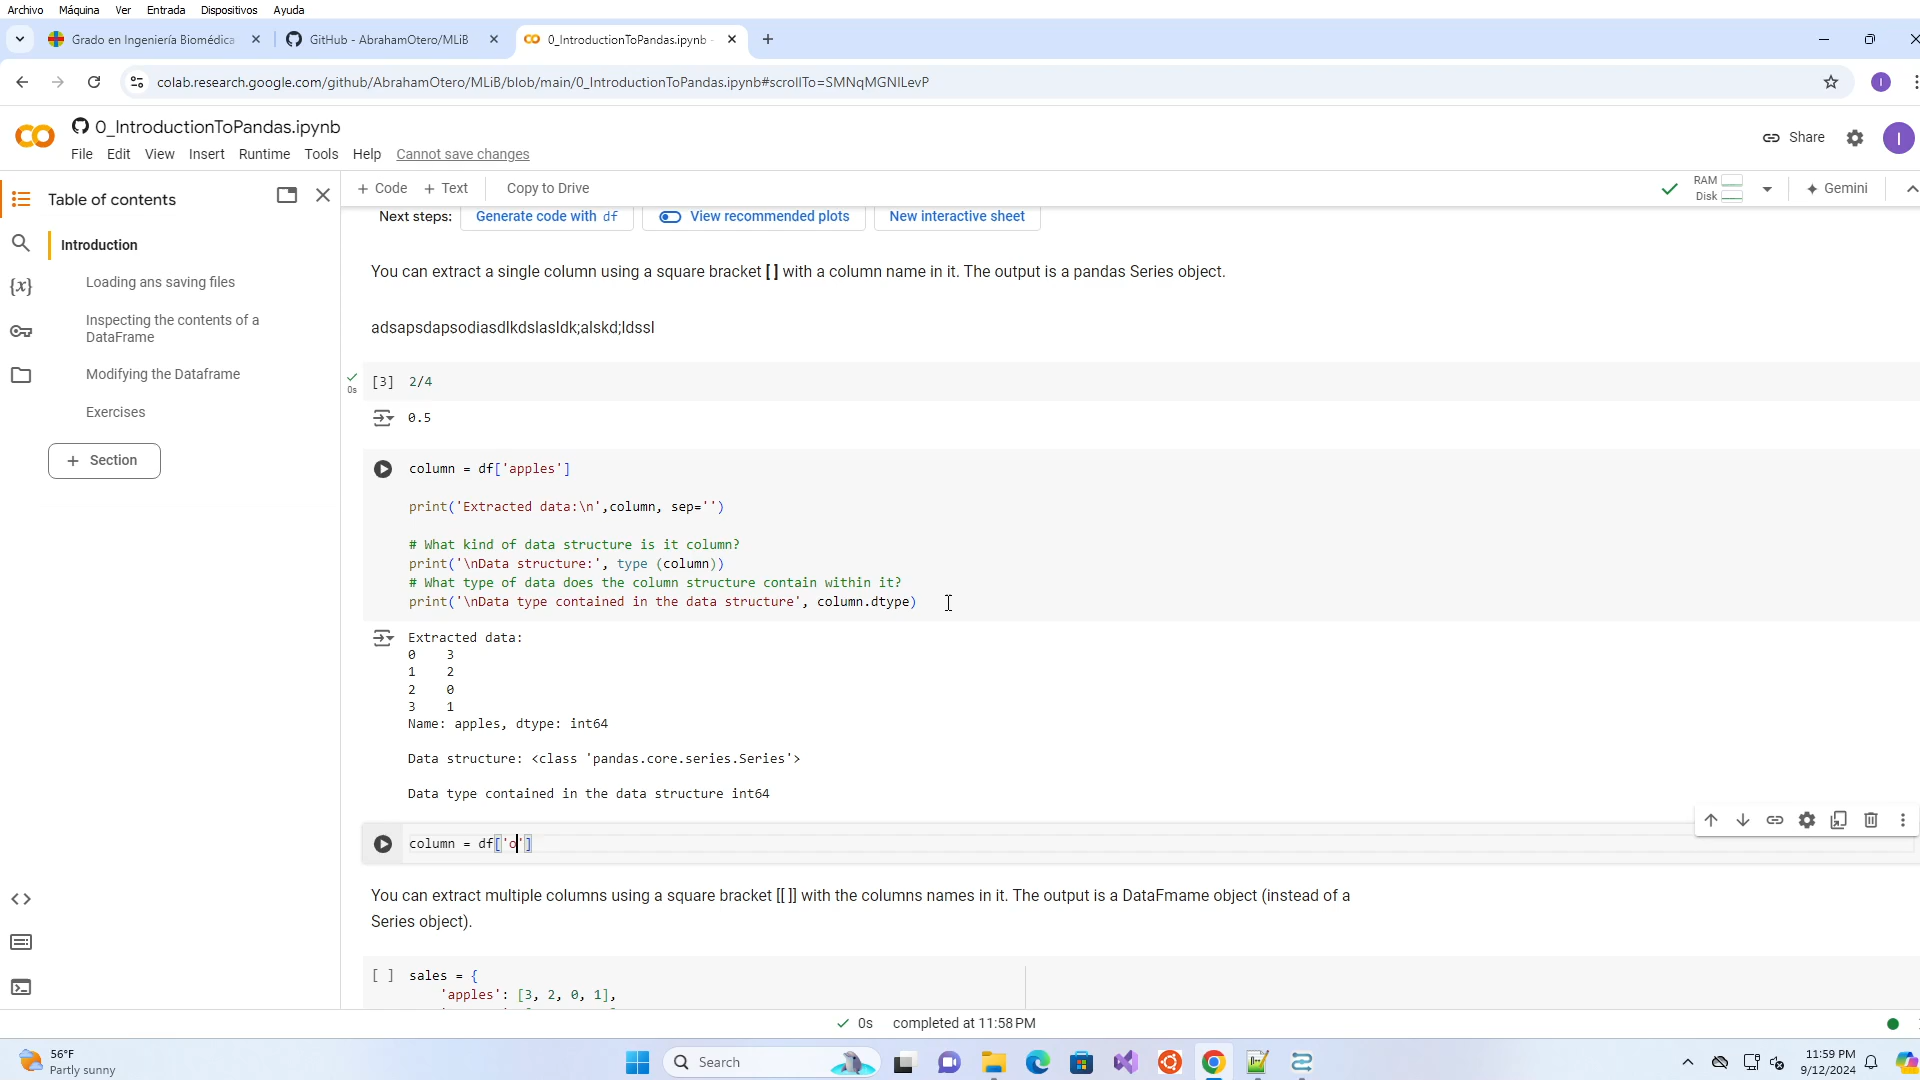 Archivo Máquina Ver Entrada Dispositivos Ayuda
Grado en Ingeniería Biomédica
GitHub - AbrahamOtero/MLiB
0_IntroductionToPandas.ipynb -
colab.research.google.com/github/AbrahamOtero/MLiB/blob/main/0_IntroductionToPandas.ipynb#scrollTo=SMNqMGNILevP
I
0_IntroductionToPandas.ipynb
Share
I
File Edit View Insert Runtime Tools Help Cannot save changes
Table of contents
+ Code + Text Copy to Drive
RAM
Disk
Gemini
Introduction
Loading ans saving files
Inspecting the contents of a
DataFrame
Modifying the Dataframe
Exercises
+ Section
{x}
Next steps: Generate code with df View recommended plots New interactive sheet
You can extract a single column using a square bracket [ ] with a column name in it. The output is a pandas Series object.
adsapsdapsodiasdlkdslasldk;alskd;ldssl
0s
[3] 2/4
0.5
column = df['apples']
print('Extracted data:\n',column, sep='')
# What kind of data structure is it column?
print('\nData structure:', type (column))
# What type of data does the column structure contain within it?
print('\nData type contained in the data structure', column.dtype)
Extracted data:
0    3
1    2
2    0
3    1
Name: apples, dtype: int64
Data structure: <class 'pandas.core.series.Series'>
Data type contained in the data structure int64
column = df['o']
You can extract multiple columns using a square bracket [[ ]] with the columns names in it. The output is a DataFmame object (instead of a
Series object).
[ ] sales = {
'apples': [3, 2, 0, 1],
0s completed at 11:58 PM
56°F
Partly sunny
Search
11:59 PM
9/12/2024